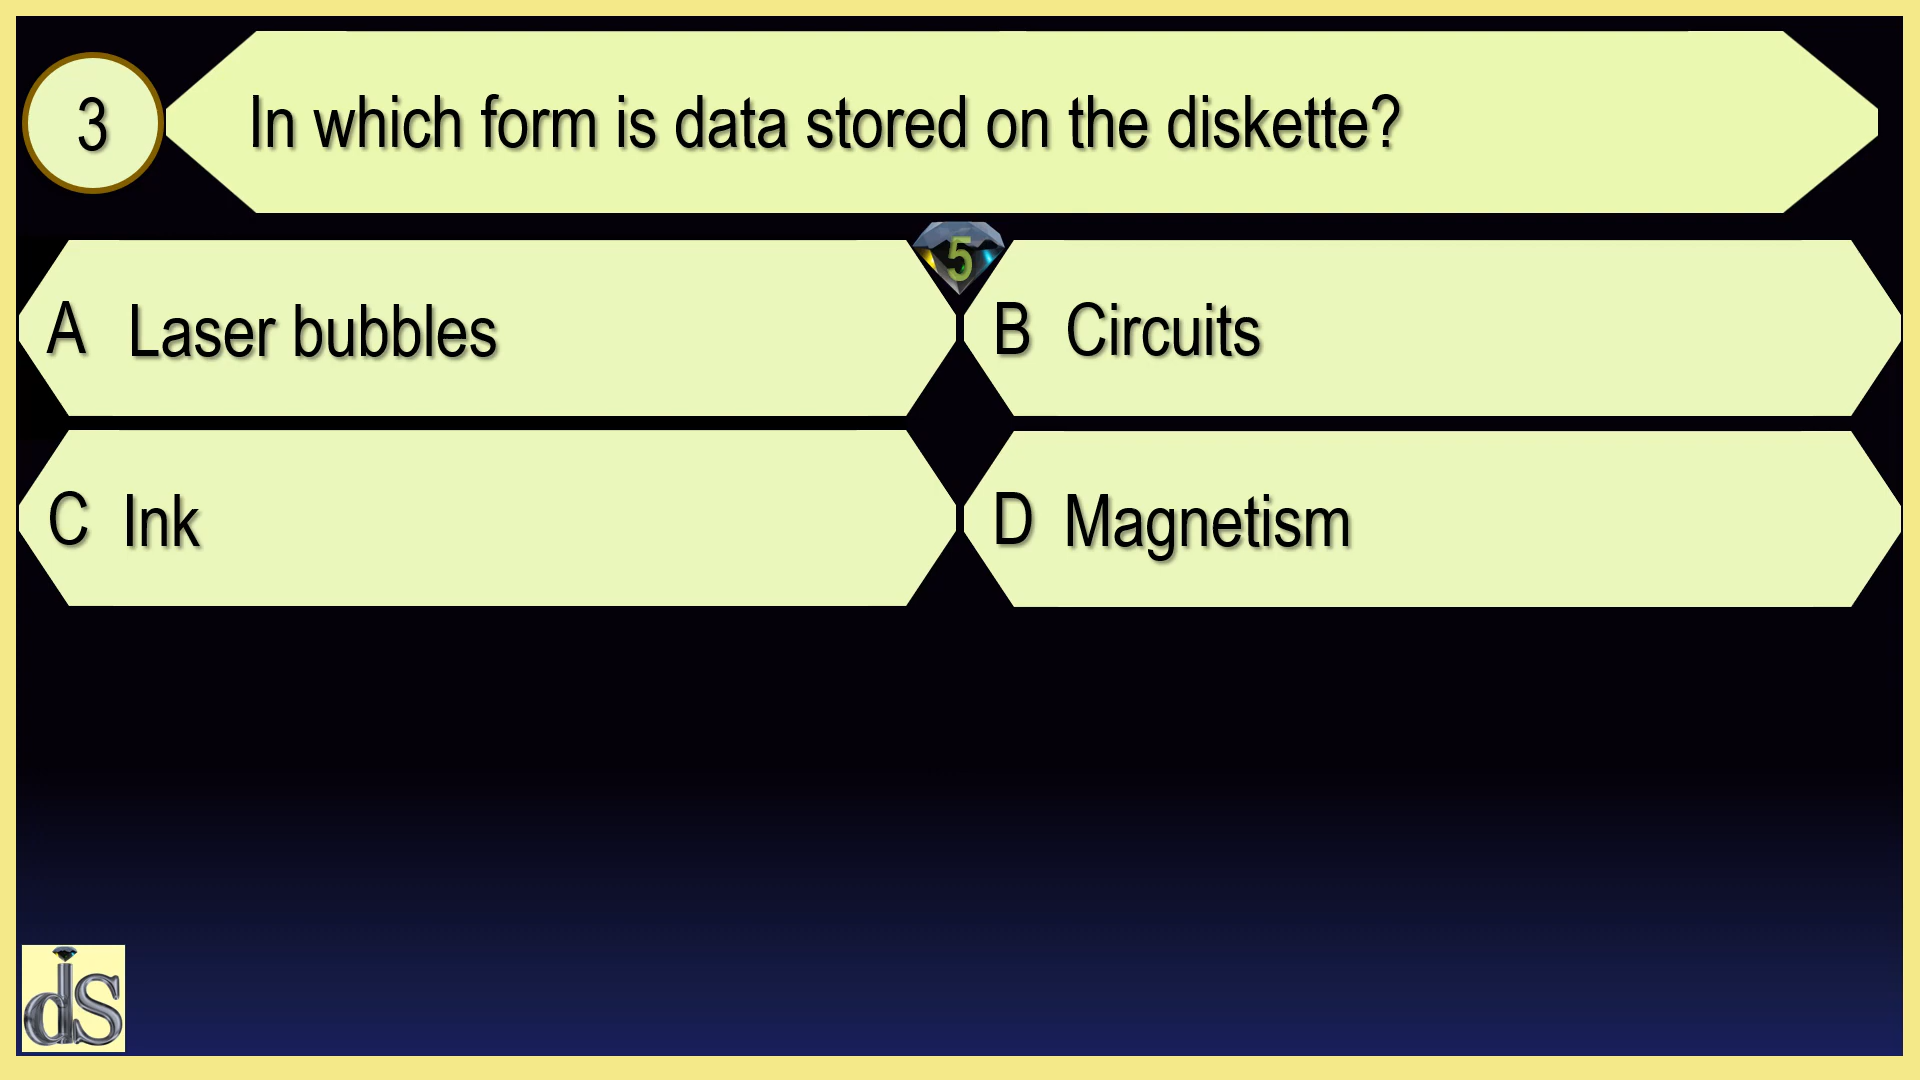 3
In which form is data stored on the diskette?
5
A Laser bubbles
B Circuits
C Ink
D Magnetism
ds